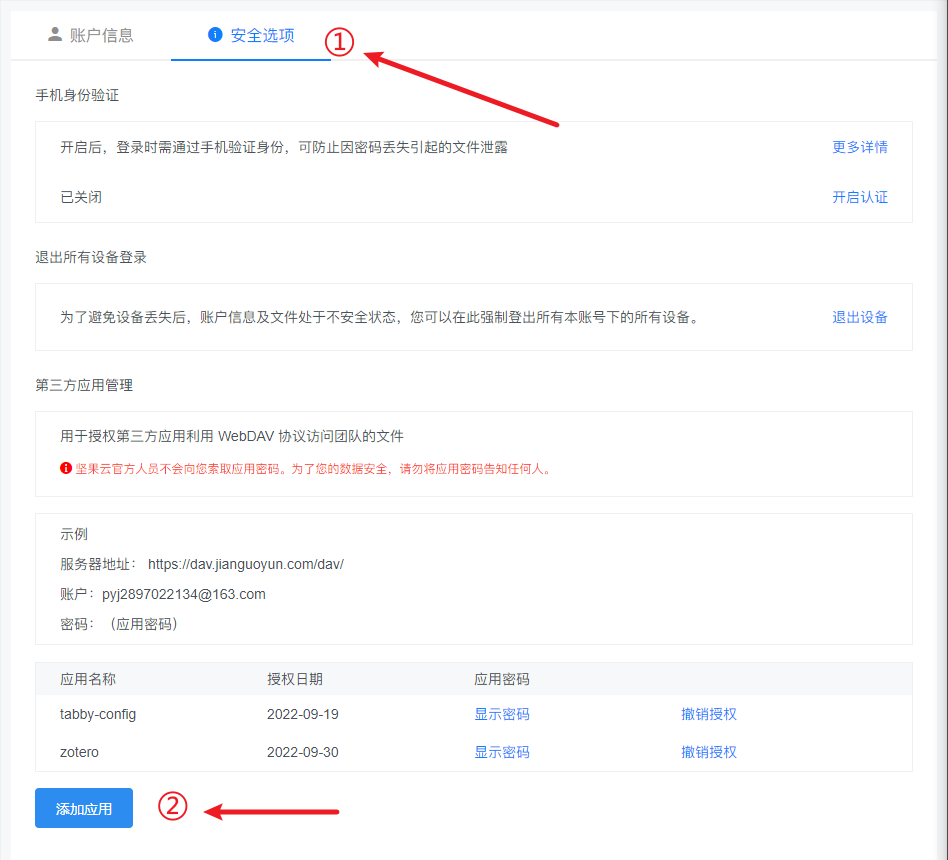 账户信息 安全选项 ①
手机身份验证
开启后，登录时需通过手机验证身份，可防止因密码丢失引起的文件泄露 更多详情
已关闭 开启认证
退出所有设备登录
为了避免设备丢失后，账户信息及文件处于不安全状态，您可以在此强制登出所有本账号下的所有设备。 退出设备
第三方应用管理
用于授权第三方应用利用 WebDAV 协议访问团队的文件
坚果云官方人员不会向您索取应用密码。为了您的数据安全，请勿将应用密码告知任何人。
示例
服务器地址： https://dav.jianguoyun.com/dav/
账户：pyj2897022134@163.com
密码：（应用密码）
应用名称 授权日期 应用密码
tabby-config 2022-09-19 显示密码 撤销授权
zotero 2022-09-30 显示密码 撤销授权
添加应用 ②